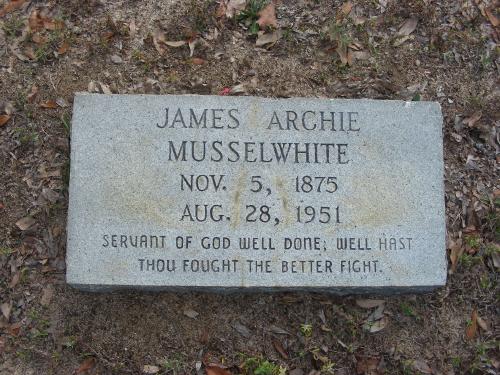 JAMES ARCHIE
MUSSELWHITE
NOV. 5, 1875
AUG. 28, 1951
SERVANT OF GOD WELL DONE; WELL HAST
THOU FOUGHT THE BETTER FIGHT.